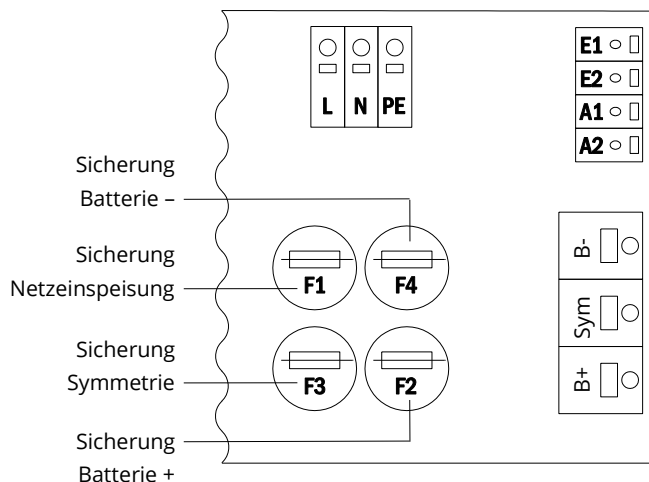 L N PE
E1
E2
A1
A2
Sicherung
Batterie –
Sicherung
Netzeinspeisung
F1 F4
B-
Sym
B+
Sicherung
Symmetrie
F3 F2
Sicherung
Batterie +